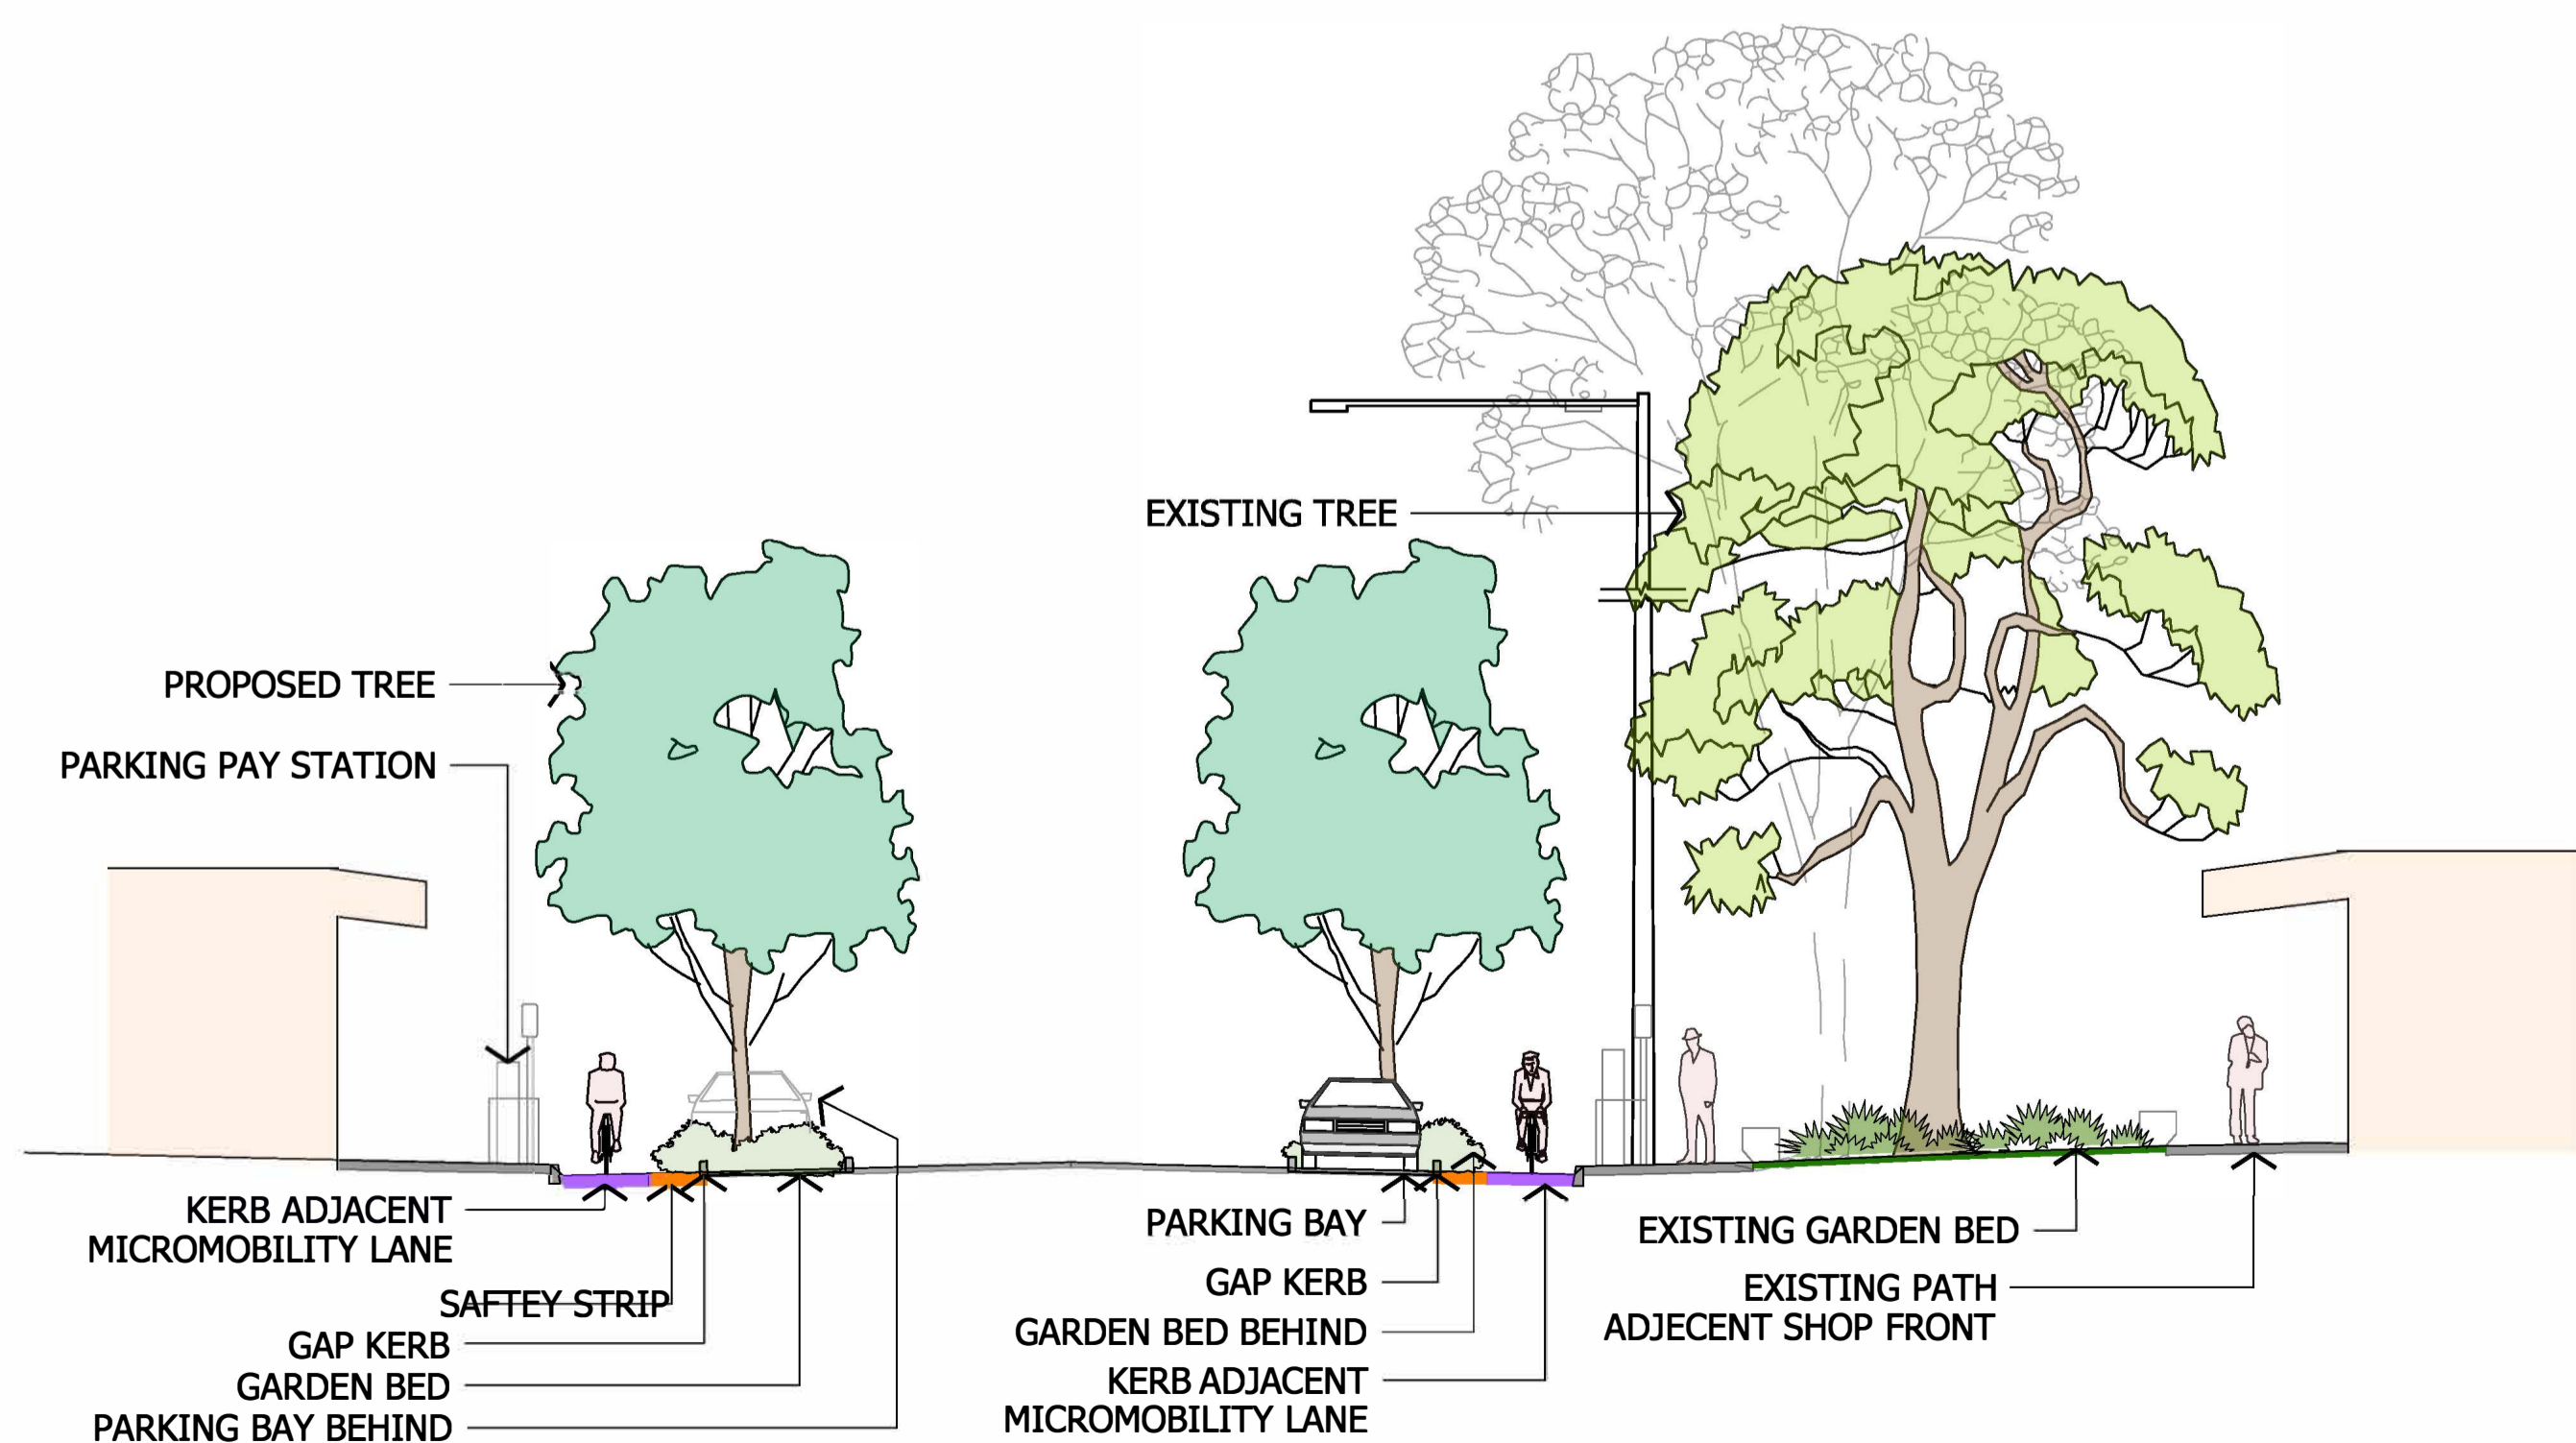 EXISTING TREE
PROPOSED TREE
PARKING PAY STATION
KERB ADJACENT
MICROMOBILITY LANE
SAFTEY STRIP
GAP KERB
GARDEN BED
PARKING BAY BEHIND
PARKING BAY
GAP KERB
GARDEN BED BEHIND
KERB ADJACENT
MICROMOBILITY LANE
EXISTING GARDEN BED
EXISTING PATH
ADJECENT SHOP FRONT